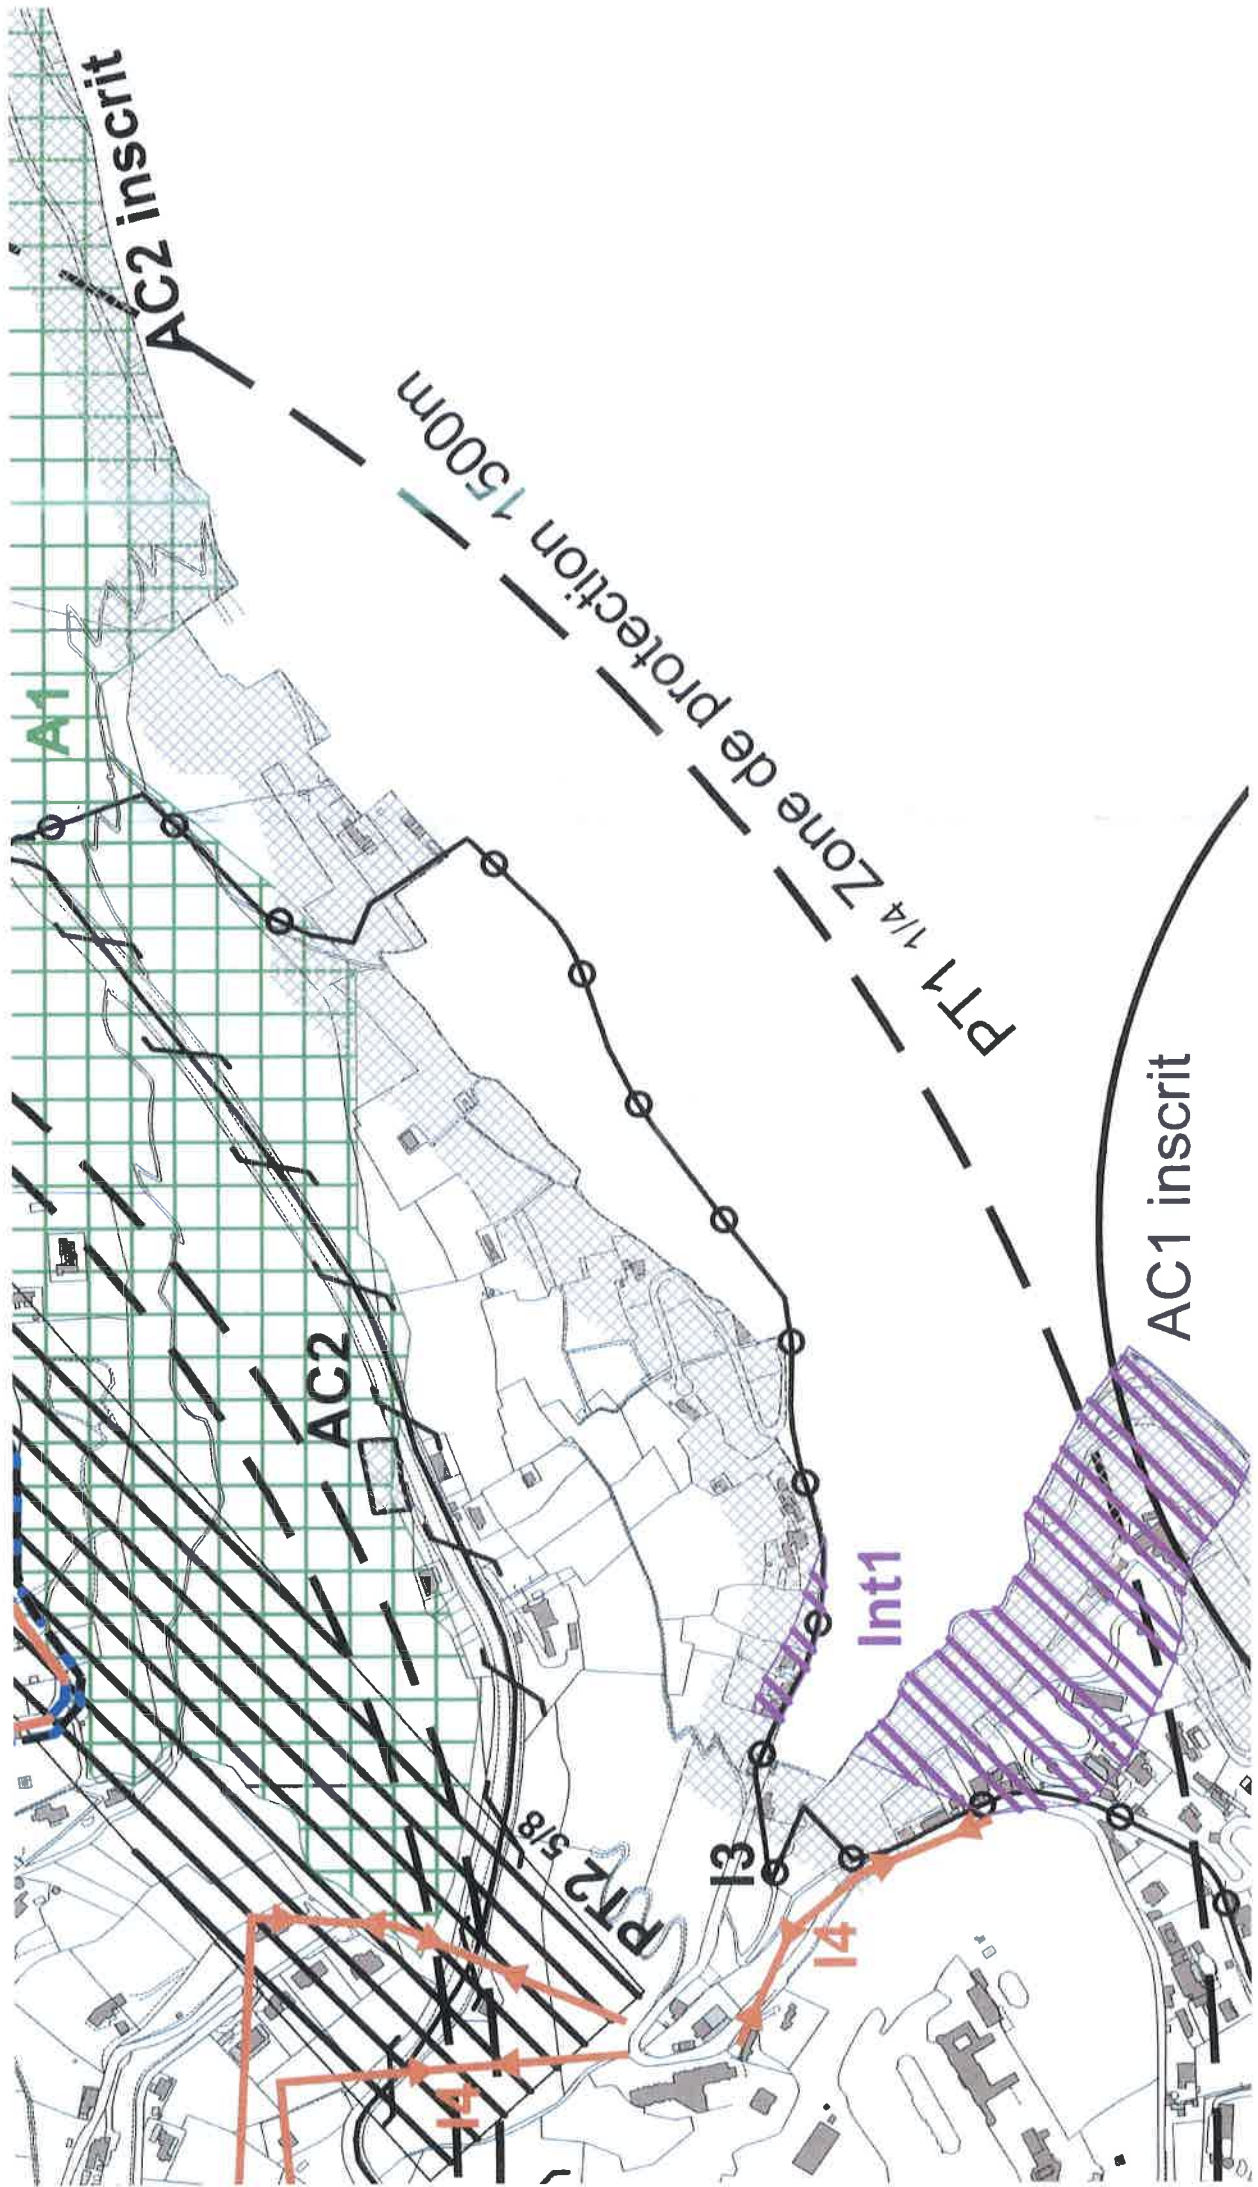 AC2 inscrit
A1
PT1 1/4 Zone de protection 1500m
AC2
AC1 inscrit
Int1
PT2 5/8
I3
I4
I4